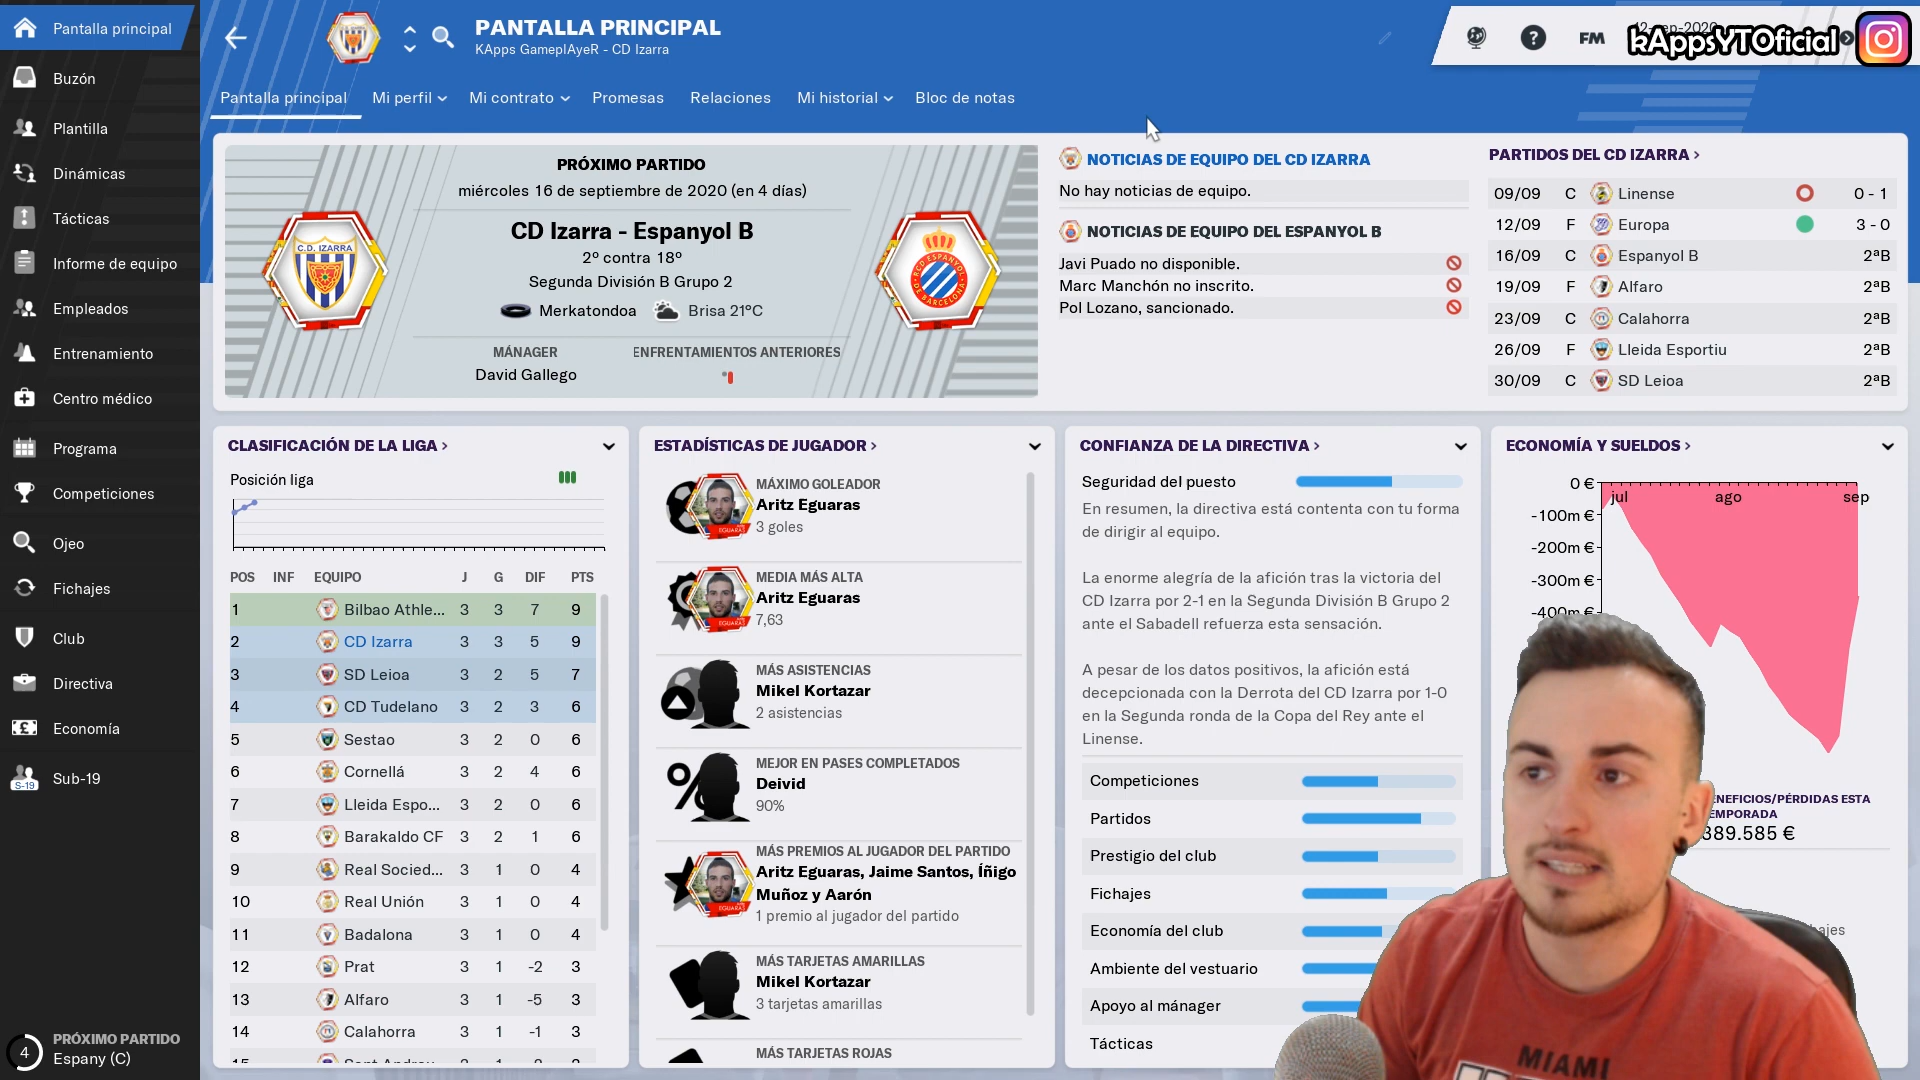 Pantalla principal
Buzón
Plantilla
Dinámicas
Tácticas
Informe de equipo
Empleados
Entrenamiento
Centro médico
Programa
Competiciones
Ojeo
Fichajes
Club
Directiva
Economía
S-19
Sub-19
4
PRÓXIMO PARTIDO
Espany (C)
PANTALLA PRINCIPAL
KApps GameplAyeR - CD Izarra
FM
kAppsYTOficial
Pantalla principal
Mi perfil
Mi contrato
Promesas
Relaciones
Mi historial
Bloc de notas
PRÓXIMO PARTIDO
miércoles 16 de septiembre de 2020 (en 4 días)
C.D. IZARRA
CD Izarra - Espanyol B
2º contra 18º
Segunda División B Grupo 2
Merkatondoa
Brisa 21°C
MÁNAGER
David Gallego
ENFRENTAMIENTOS ANTERIORES
NOTICIAS DE EQUIPO DEL CD IZARRA
No hay noticias de equipo.
NOTICIAS DE EQUIPO DEL ESPANYOL B
Javi Puado no disponible.
Marc Manchón no inscrito.
Pol Lozano, sancionado.
PARTIDOS DEL CD IZARRA >
09/09 C Linense 0 - 1
12/09 F Europa 3 - 0
16/09 C Espanyol B 2ªB
19/09 F Alfaro 2ªB
23/09 C Calahorra 2ªB
26/09 F Lleida Esportiu 2ªB
30/09 C SD Leioa 2ªB
CLASIFICACIÓN DE LA LIGA >
Posición liga
POS INF EQUIPO J G DIF PTS
1 Bilbao Athle... 3 3 7 9
2 CD Izarra 3 3 5 9
3 SD Leioa 3 2 5 7
4 CD Tudelano 3 2 3 6
5 Sestao 3 2 0 6
6 Cornellá 3 2 4 6
7 Lleida Espo... 3 2 0 6
8 Barakaldo CF 3 2 1 6
9 Real Socied... 3 1 0 4
10 Real Unión 3 1 0 4
11 Badalona 3 1 0 4
12 Prat 3 1 -2 3
13 Alfaro 3 1 -5 3
14 Calahorra 3 1 -1 3
ESTADÍSTICAS DE JUGADOR >
MÁXIMO GOLEADOR
Aritz Eguaras
3 goles
MEDIA MÁS ALTA
Aritz Eguaras
7,63
MÁS ASISTENCIAS
Mikel Kortazar
2 asistencias
MEJOR EN PASES COMPLETADOS
Deivid
90%
MÁS PREMIOS AL JUGADOR DEL PARTIDO
Aritz Eguaras, Jaime Santos, Íñigo
Muñoz y Aarón
1 premio al jugador del partido
MÁS TARJETAS AMARILLAS
Mikel Kortazar
3 tarjetas amarillas
MÁS TARJETAS ROJAS
CONFIANZA DE LA DIRECTIVA >
Seguridad del puesto
En resumen, la directiva está contenta con tu forma
de dirigir al equipo.
La enorme alegría de la afición tras la victoria del
CD Izarra por 2-1 en la Segunda División B Grupo 2
ante el Sabadell refuerza esta sensación.
A pesar de los datos positivos, la afición está
decepcionada con la Derrota del CD Izarra por 1-0
en la Segunda ronda de la Copa del Rey ante el
Linense.
Competiciones
Partidos
Prestigio del club
Fichajes
Economía del club
Ambiente del vestuario
Apoyo al mánager
Tácticas
ECONOMÍA Y SUELDOS >
0 €
jul ago sep
-100m €
-200m €
-300m €
-400m €
ENEFICIOS/PÉRDIDAS ESTA
EMPORADA
389.585 €
MIAMI